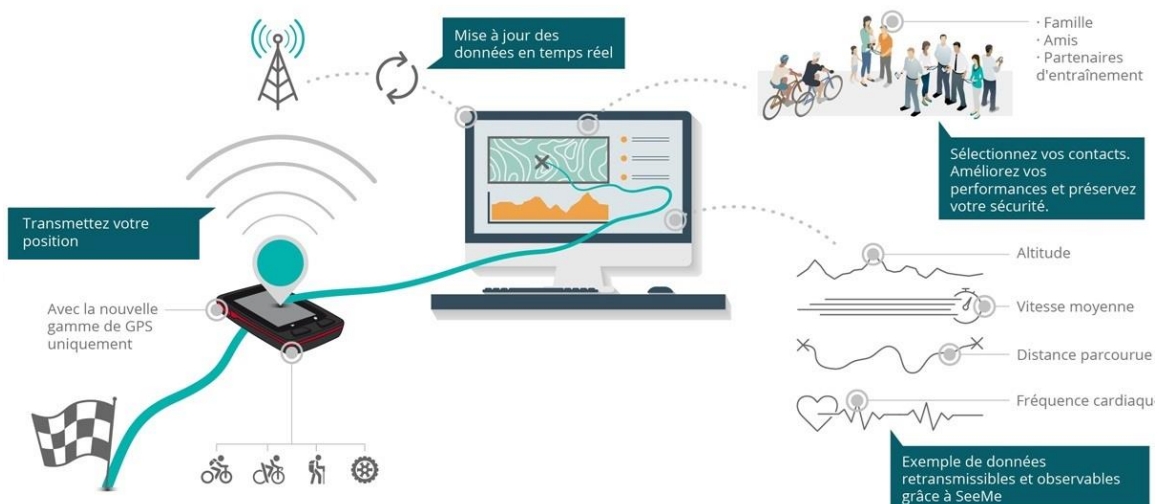 Mise à jour des
données en temps réel
· Famille
· Amis
· Partenaires
d'entraînement
Sélectionnez vos contacts.
Améliorez vos
performances et préservez
votre sécurité.
Transmettez votre
position
Avec la nouvelle
gamme de GPS
uniquement
Altitude
Vitesse moyenne
Distance parcourue
Fréquence cardiaqu
Exemple de données
retransmissibles et observables
grâce à SeeMe